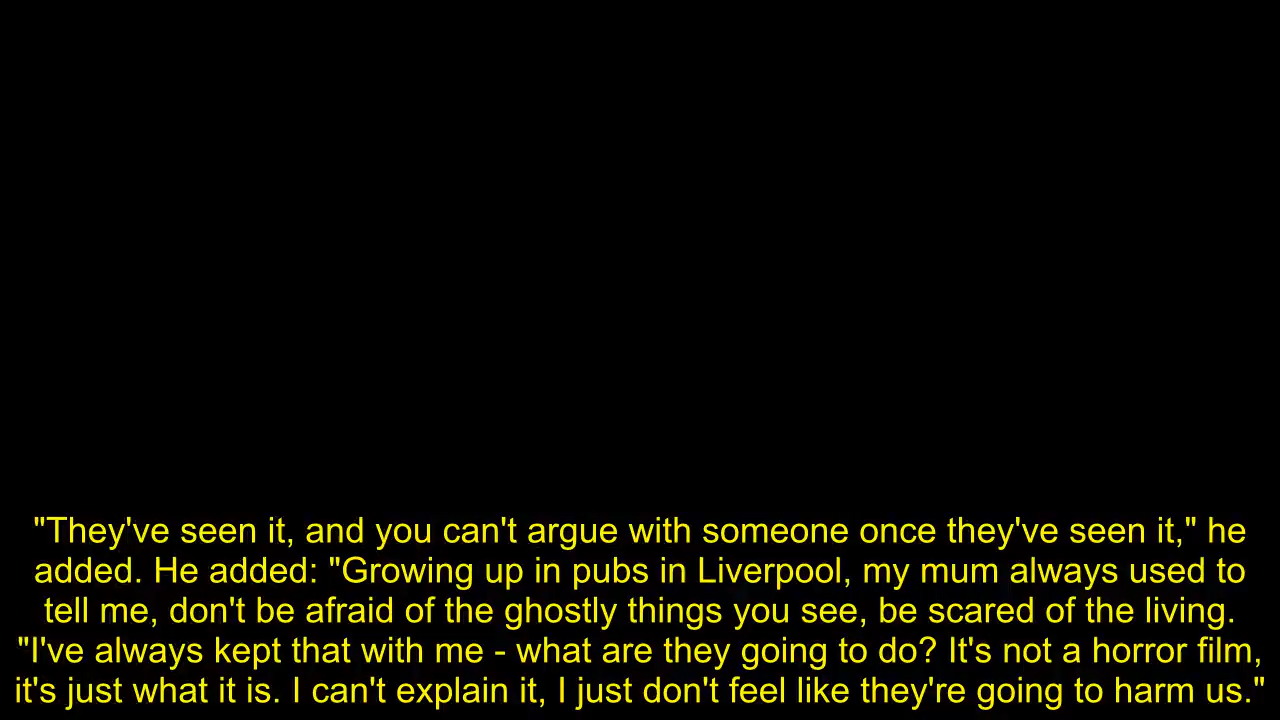 "They've seen it, and you can't argue with someone once they've seen it," he
added. He added: "Growing up in pubs in Liverpool, my mum always used to
tell me, don't be afraid of the ghostly things you see, be scared of the living.
"I've always kept that with me - what are they going to do? It's not a horror film,
it's just what it is. I can't explain it, I just don't feel like they're going to harm us."